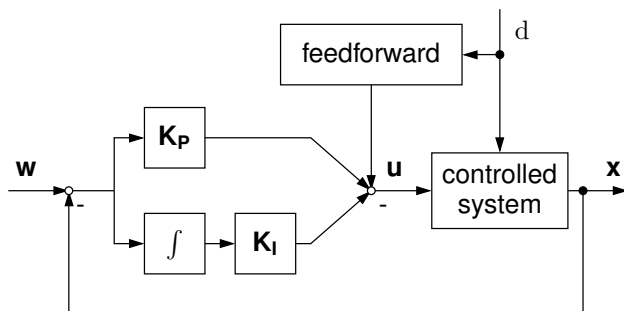 d
feedforward
K_P
w
-
u
-
controlled
system
x
∫
K_I